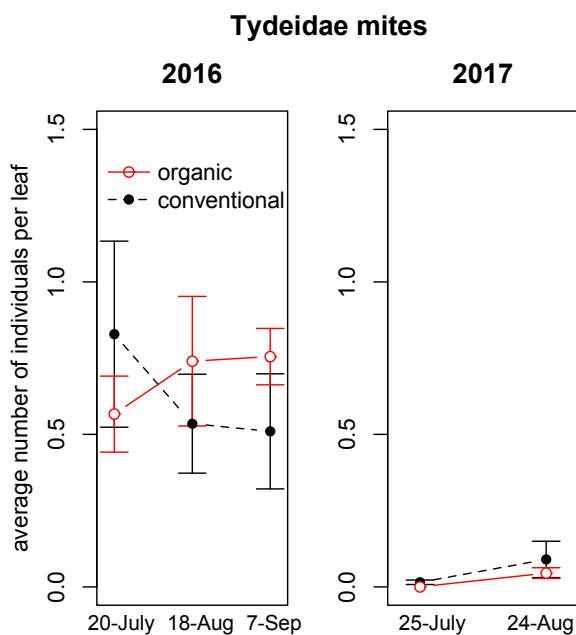 Tydeidae mites
2016
2017
average number of individuals per leaf
1.5
1.0
0.5
0.0
organic
conventional
20-July
18-Aug
7-Sep
1.5
1.0
0.5
0.0
25-July
24-Aug